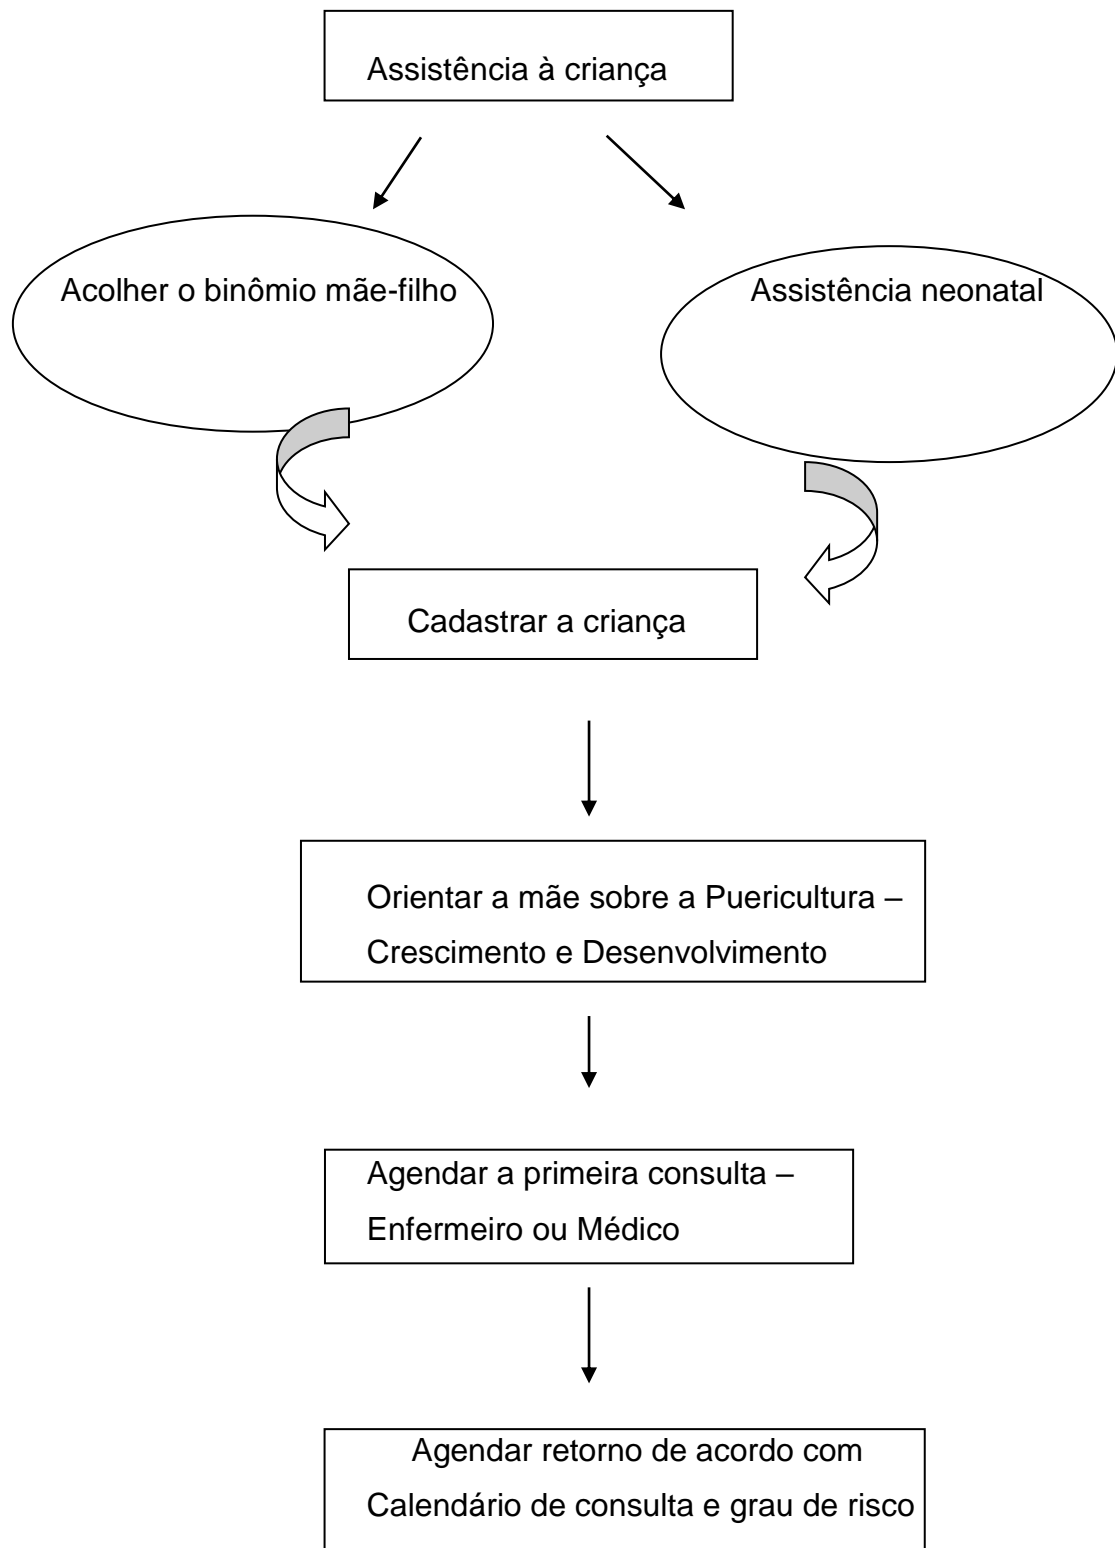 Assistência à criança
Acolher o binômio mãe-filho
Assistência neonatal
Cadastrar a criança
Orientar a mãe sobre a Puericultura –
Crescimento e Desenvolvimento
Agendar a primeira consulta –
Enfermeiro ou Médico
Agendar retorno de acordo com
Calendário de consulta e grau de risco